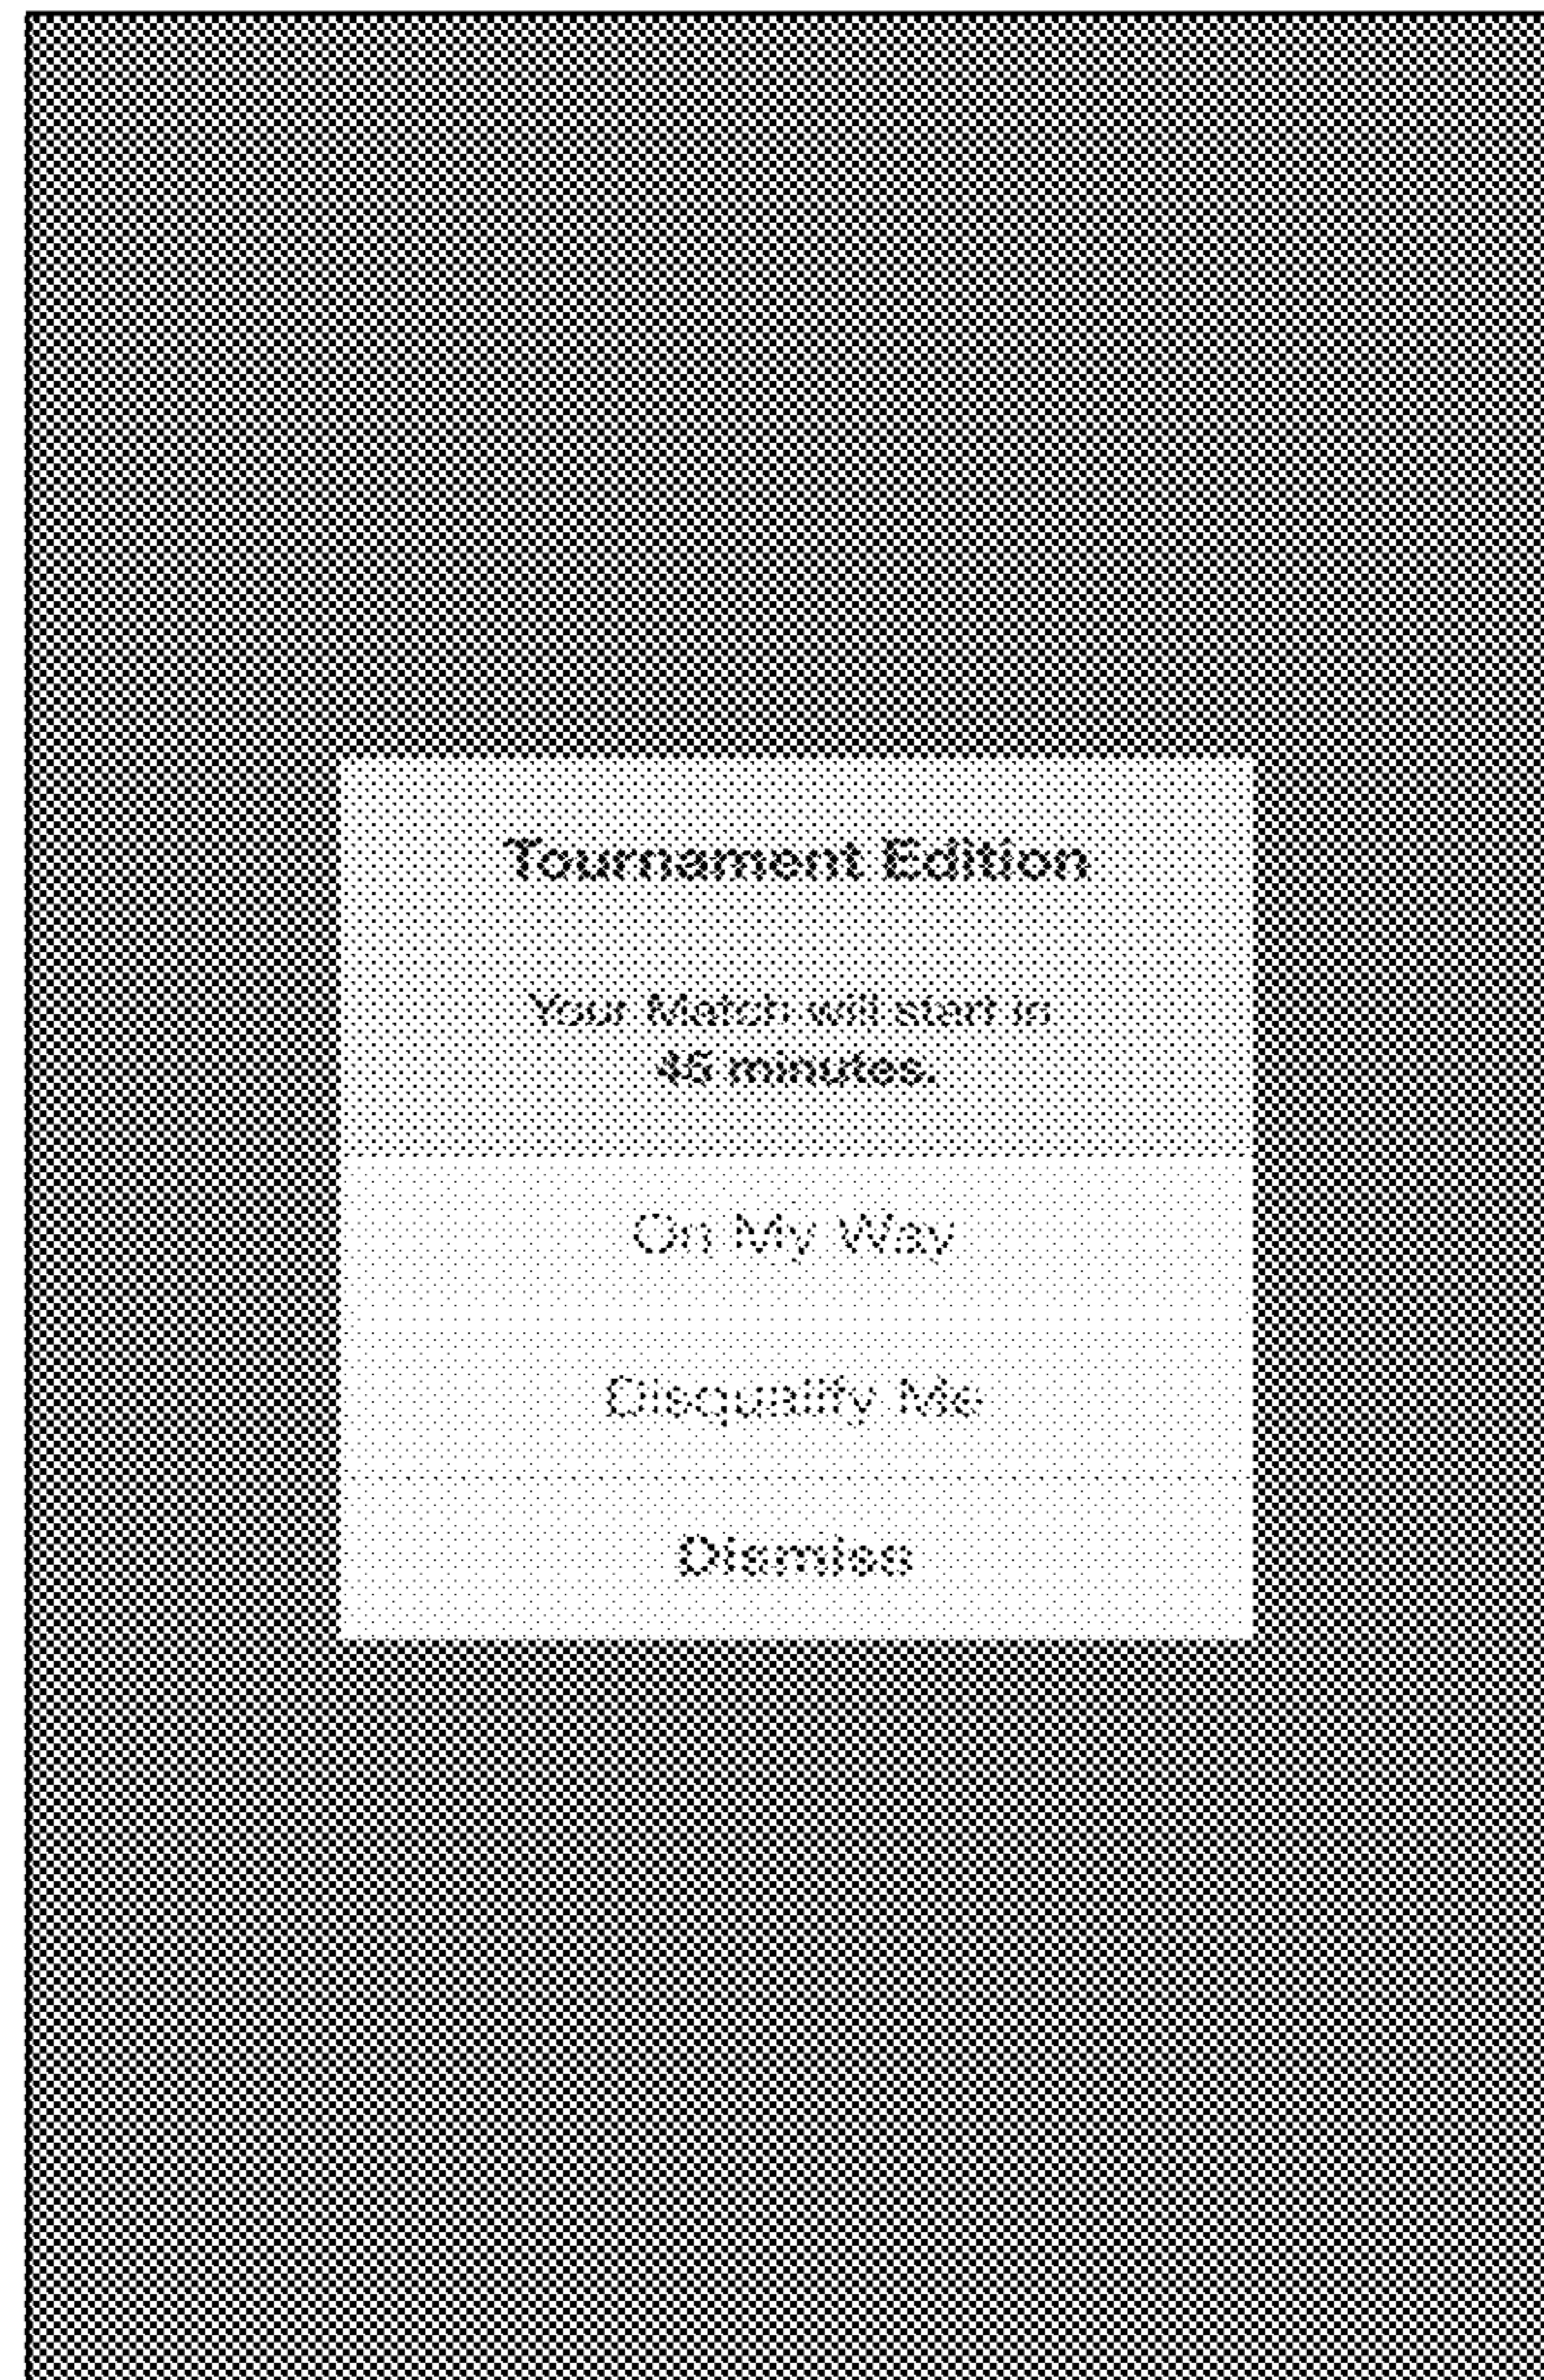 Tournament Edition
Your Match will start in
45 minutes.
On My Way
Disqualify Me
Dismiss